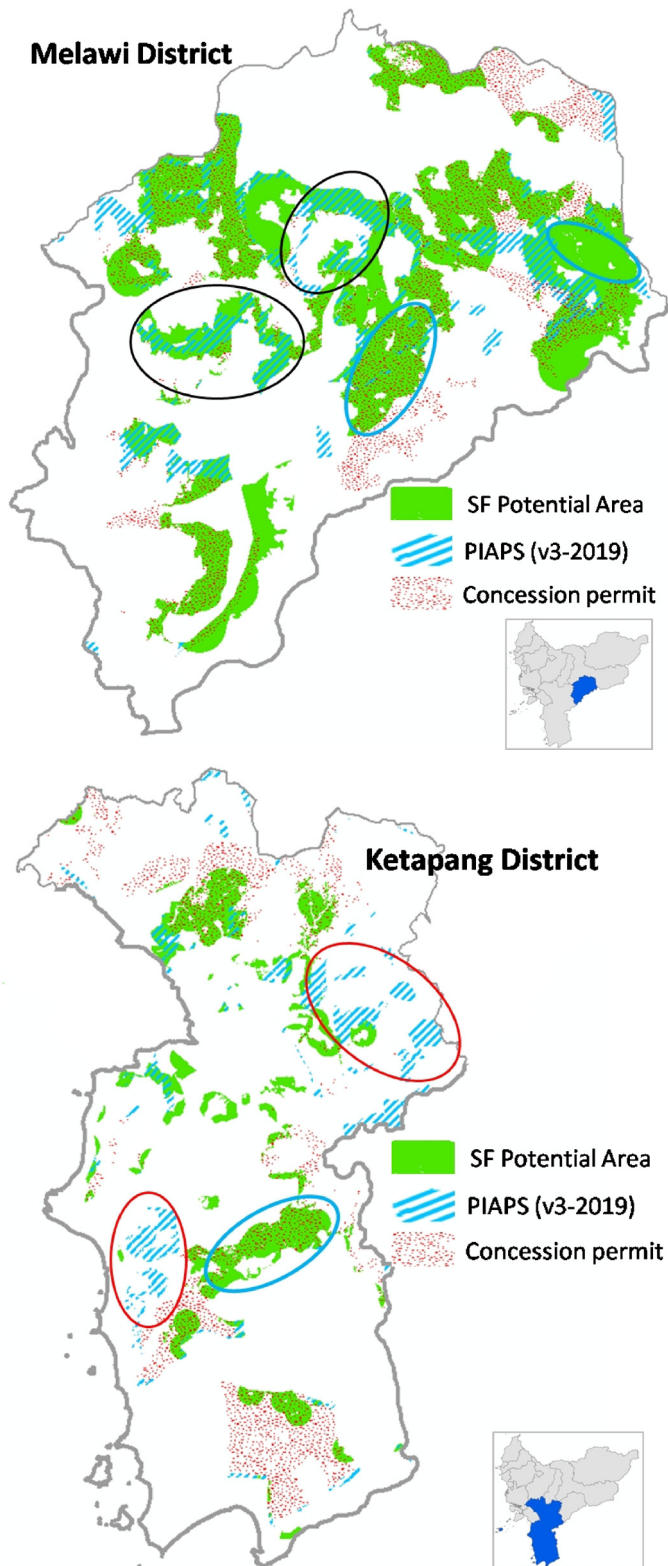 Melawi District
SF Potential Area
PIAPS (v3-2019)
Concession permit
Ketapang District
SF Potential Area
PIAPS (v3-2019)
Concession permit